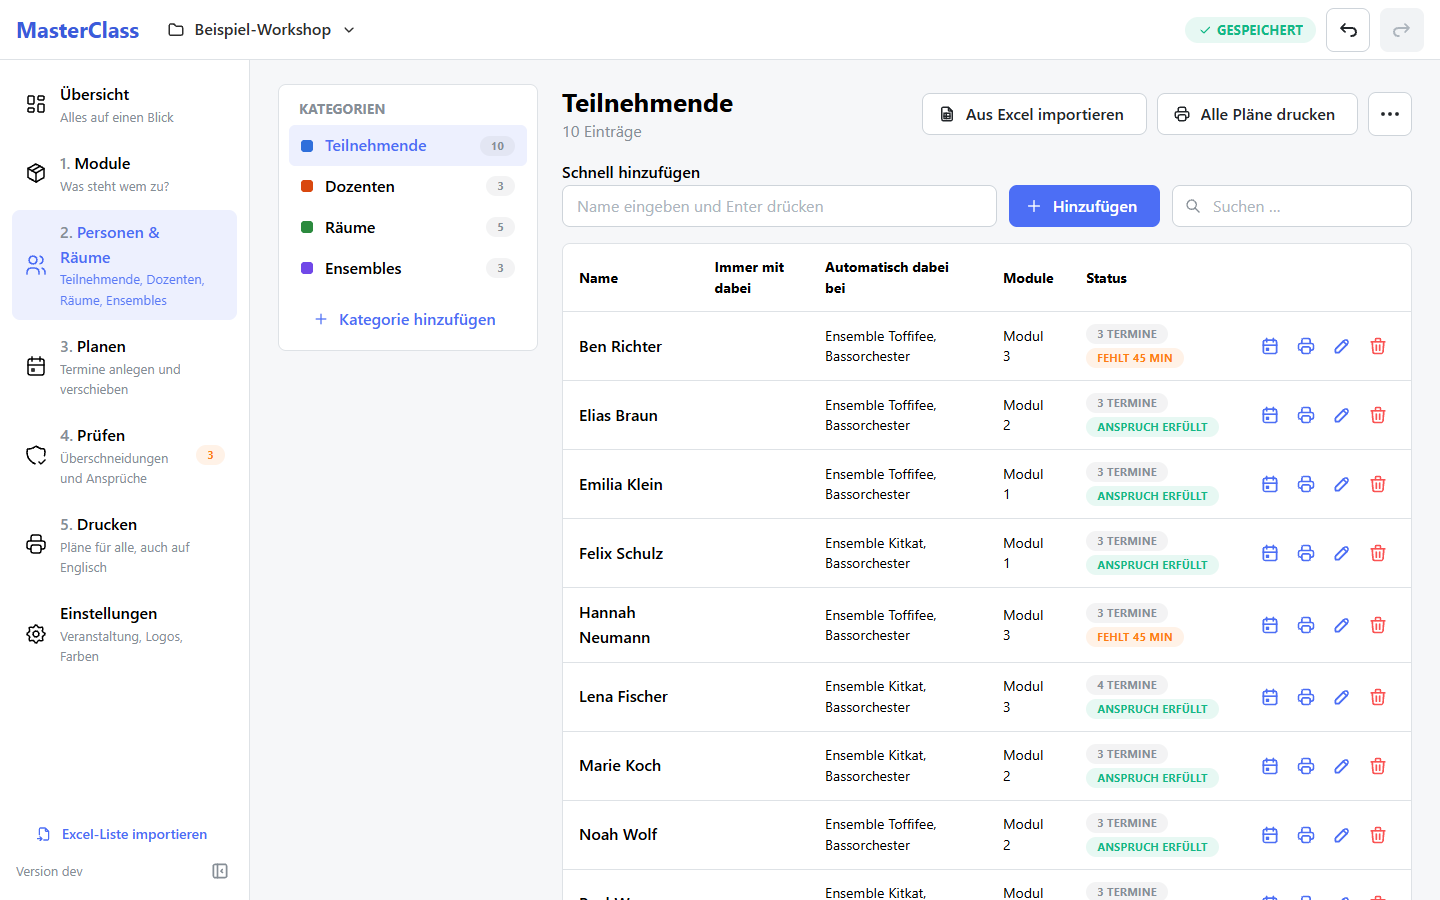 MasterClass
Beispiel-Workshop
GESPEICHERT
Übersicht
Alles auf einen Blick
1. Module
Was steht wem zu?
2. Personen &
Räume
Teilnehmende, Dozenten,
Räume, Ensembles
3. Planen
Termine anlegen und
verschieben
4. Prüfen
Überschneidungen
und Ansprüche
3
5. Drucken
Pläne für alle, auch auf
Englisch
Einstellungen
Veranstaltung, Logos,
Farben
Excel-Liste importieren
Version dev
KATEGORIEN
Teilnehmende 10
Dozenten 3
Räume 5
Ensembles 3
Kategorie hinzufügen
Teilnehmende
10 Einträge
Aus Excel importieren
Alle Pläne drucken
Schnell hinzufügen
Name eingeben und Enter drücken
Hinzufügen
Suchen ...
Name
Immer mit
dabei
Automatisch dabei
bei
Module
Status
Ben Richter
Ensemble Toffifee,
Bassorchester
Modul
3
3 TERMINE
FEHLT 45 MIN
Elias Braun
Ensemble Toffifee,
Bassorchester
Modul
2
3 TERMINE
ANSPRUCH ERFÜLLT
Emilia Klein
Ensemble Toffifee,
Bassorchester
Modul
1
3 TERMINE
ANSPRUCH ERFÜLLT
Felix Schulz
Ensemble Kitkat,
Bassorchester
Modul
1
3 TERMINE
ANSPRUCH ERFÜLLT
Hannah
Neumann
Ensemble Toffifee,
Bassorchester
Modul
3
3 TERMINE
FEHLT 45 MIN
Lena Fischer
Ensemble Kitkat,
Bassorchester
Modul
3
4 TERMINE
ANSPRUCH ERFÜLLT
Marie Koch
Ensemble Kitkat,
Bassorchester
Modul
2
3 TERMINE
ANSPRUCH ERFÜLLT
Noah Wolf
Ensemble Toffifee,
Bassorchester
Modul
2
3 TERMINE
ANSPRUCH ERFÜLLT
Ensemble Kitkat,
Modul
3 TERMINE